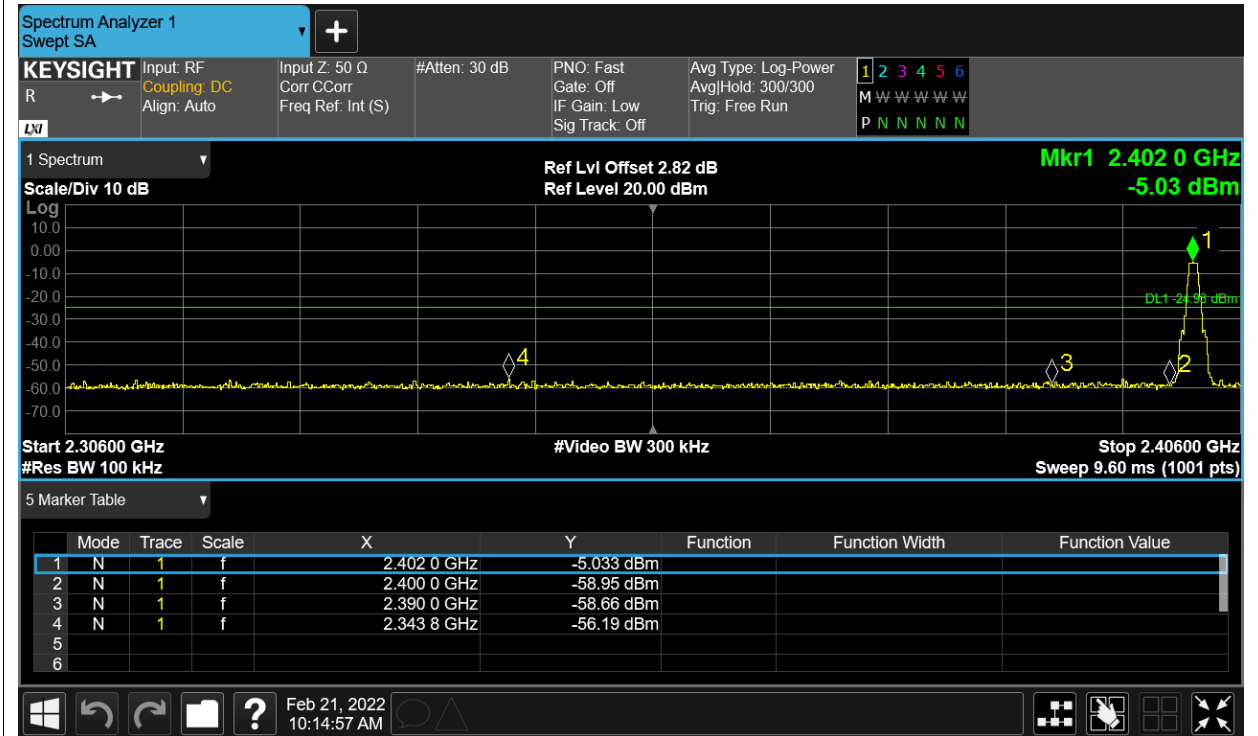 Spectrum Analyzer 1
Swept SA
KEYSIGHT
R
LXI
Input: RF
Coupling: DC
Align: Auto
Input Z: 50 Ω
Corr CCorr
Freq Ref: Int (S)
#Atten: 30 dB
PNO: Fast
Gate: Off
IF Gain: Low
Sig Track: Off
Avg Type: Log-Power
Avg|Hold: 300/300
Trig: Free Run
1 2 3 4 5 6
M W W W W W
P N N N N N
1 Spectrum
Scale/Div 10 dB
Ref Lvl Offset 2.82 dB
Ref Level 20.00 dBm
Mkr1 2.402 0 GHz
-5.03 dBm
Log
10.0
0.00
-10.0
-20.0
-30.0
-40.0
-50.0
-60.0
-70.0
1
DL1 -24.93 dBm
4
3
2
Start 2.30600 GHz
#Video BW 300 kHz
Stop 2.40600 GHz
#Res BW 100 kHz
Sweep 9.60 ms (1001 pts)
5 Marker Table
Mode Trace Scale X Y Function Function Width Function Value
1 N 1 f 2.402 0 GHz -5.033 dBm
2 N 1 f 2.400 0 GHz -58.95 dBm
3 N 1 f 2.390 0 GHz -58.66 dBm
4 N 1 f 2.343 8 GHz -56.19 dBm
5
6
?
Feb 21, 2022
10:14:57 AM